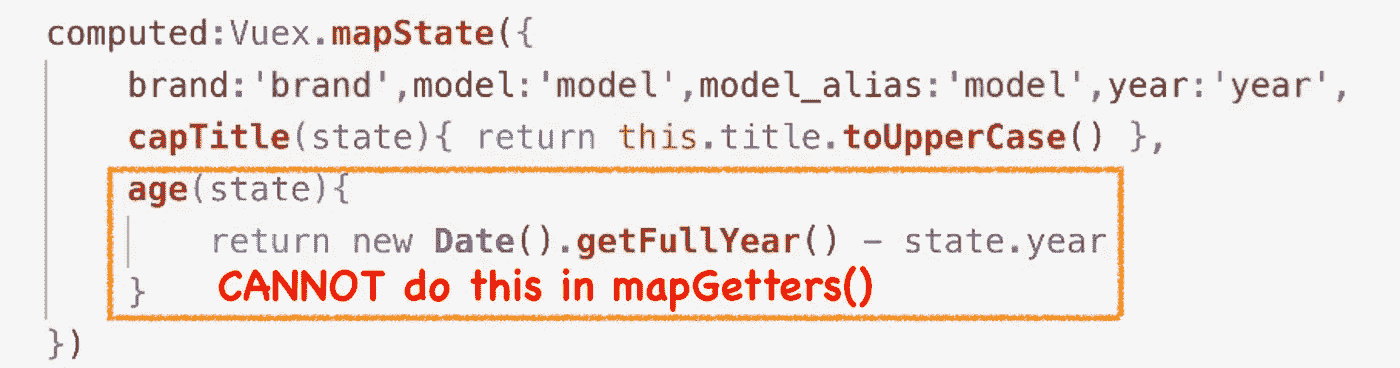 computed:Vuex.mapState({
brand:'brand',model:'model',model_alias:'model',year:'year',
capTitle(state){ return this.title.toUpperCase() },
age(state){
return new Date().getFullYear() – state.year
} CANNOT do this in mapGetters()
})